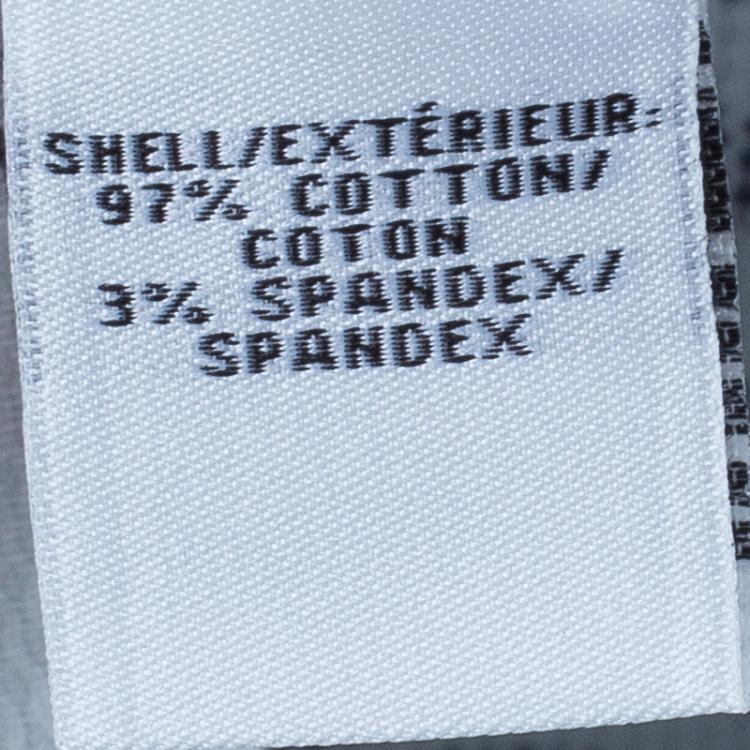 SHELL/EXTÉRIEUR:
97% COTTON/
COTON
3% SPANDEX/
SPANDEX